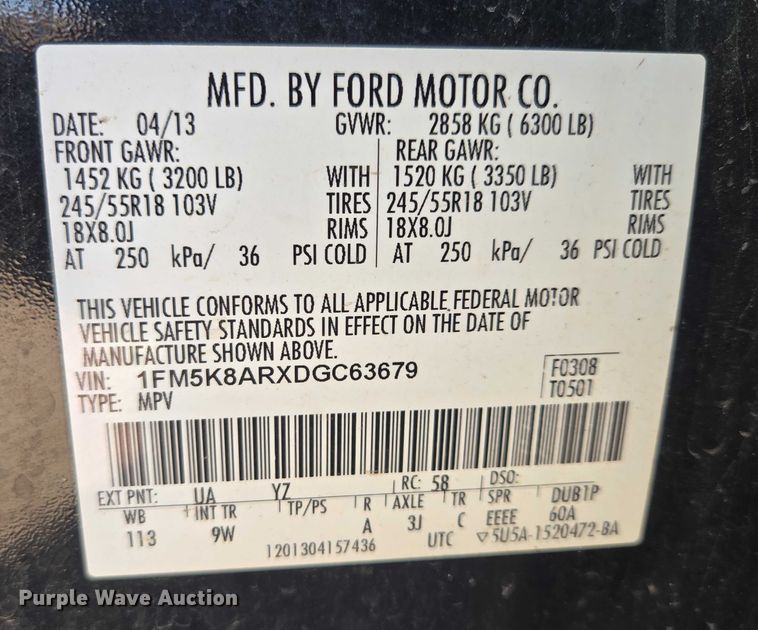 MFD. BY FORD MOTOR CO.
DATE: 04/13 GVWR: 2858 KG ( 6300 LB)
FRONT GAWR: REAR GAWR:
1452 KG ( 3200 LB) WITH 1520 KG ( 3350 LB) WITH
245/55R18 103V TIRES 245/55R18 103V TIRES
18X8.0J RIMS 18X8.0J RIMS
AT 250 kPa/ 36 PSI COLD AT 250 kPa/ 36 PSI COLD
THIS VEHICLE CONFORMS TO ALL APPLICABLE FEDERAL MOTOR
VEHICLE SAFETY STANDARDS IN EFFECT ON THE DATE OF
MANUFACTURE SHOWN ABOVE.
VIN: 1FM5K8ARXDGC63679 F0308
TYPE: MPV T0501
EXT PNT: UA YZ RC: 58 DSO:
WB INT TR TP/PS R AXLE TR SPR DUB1P
113 9W A 3J C EEEE 60A
1201304157436 UTC ▽5U5A-1520472-BA
Purple Wave Auction